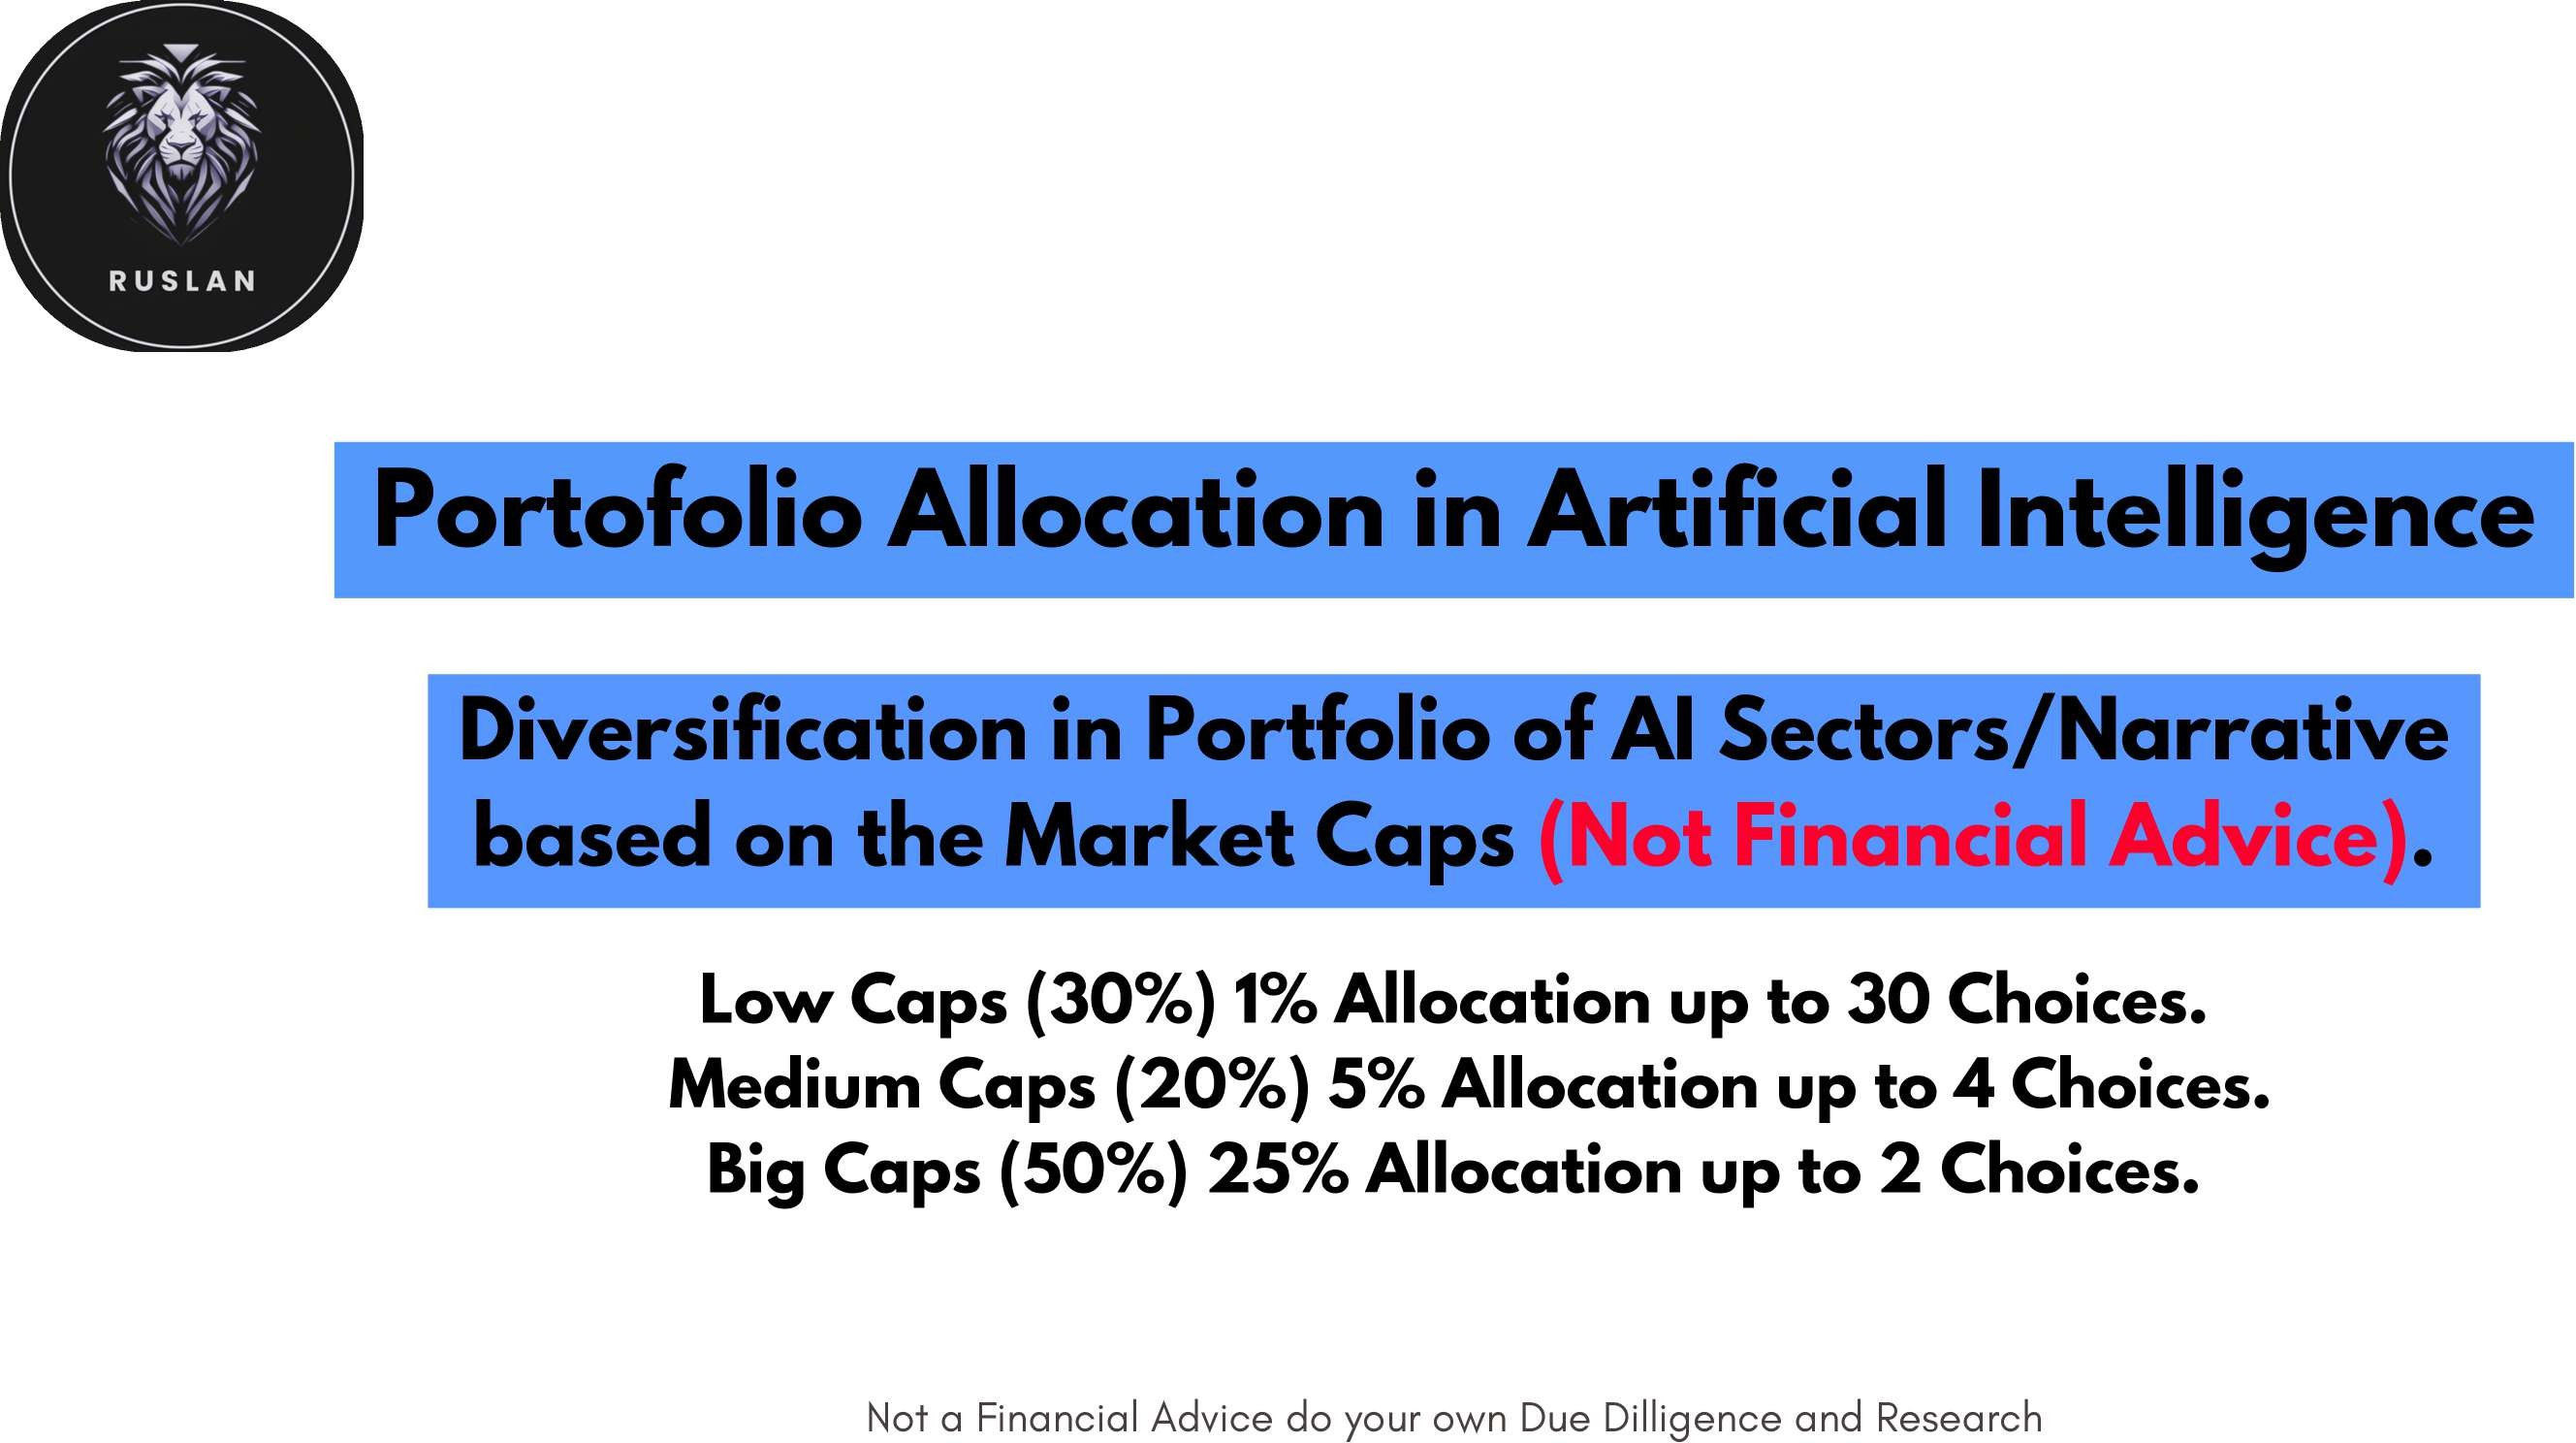 RUSLAN
Portofolio Allocation in Artificial Intelligence
Diversification in Portfolio of AI Sectors/Narrative
based on the Market Caps (Not Financial Advice).
Low Caps (30%) 1% Allocation up to 30 Choices.
Medium Caps (20%) 5% Allocation up to 4 Choices.
Big Caps (50%) 25% Allocation up to 2 Choices.
Not a Financial Advice do your own Due Dilligence and Research